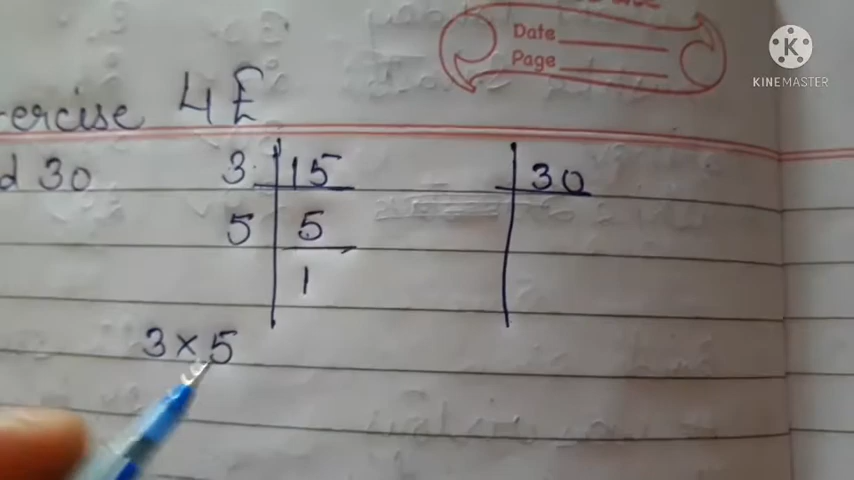 Date
Page
KINEMASTER
ercise 4E
d 30 3 15 30
5 5
1
3 × 5